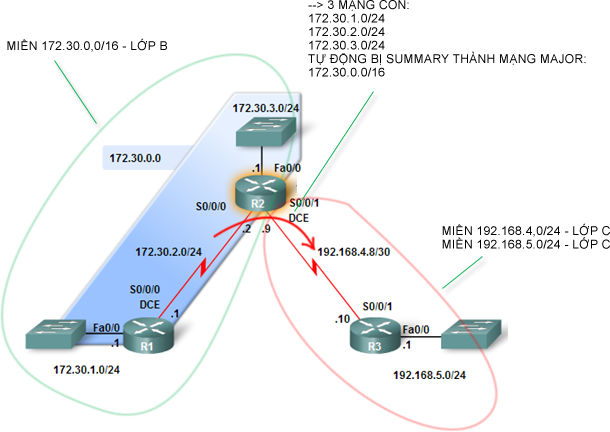 --> 3 MẠNG CON:
172.30.1.0/24
172.30.2.0/24
172.30.3.0/24
TỰ ĐỘNG BỊ SUMMARY THÀNH MẠNG MAJOR:
172.30.0.0/16
MIỀN 172.30.0,0/16 - LỚP B
172.30.3.0/24
172.30.0.0
.1
Fa0/0
S0/0/0
R2
S0/0/1
DCE
.2
.9
MIỀN 192.168.4,0/24 - LỚP C
MIỀN 192.168.5.0/24 - LỚP C
172.30.2.0/24
192.168.4.8/30
S0/0/0
DCE
.1
S0/0/1
.10
Fa0/0
.1
R1
R3
Fa0/0
.1
172.30.1.0/24
192.168.5.0/24